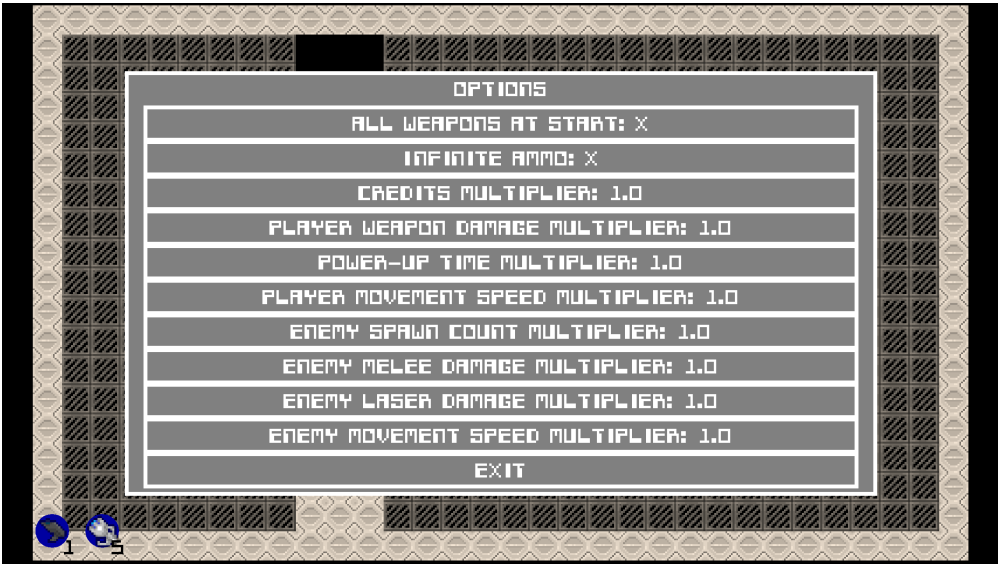 OPTIONS
ALL WEAPONS AT START: X
INFINITE AMMO: X
CREDITS MULTIPLIER: 1.0
PLAYER WEAPON DAMAGE MULTIPLIER: 1.0
POWER-UP TIME MULTIPLIER: 1.0
PLAYER MOVEMENT SPEED MULTIPLIER: 1.0
ENEMY SPAWN COUNT MULTIPLIER: 1.0
ENEMY MELEE DAMAGE MULTIPLIER: 1.0
ENEMY LASER DAMAGE MULTIPLIER: 1.0
ENEMY MOVEMENT SPEED MULTIPLIER: 1.0
EXIT
1 5